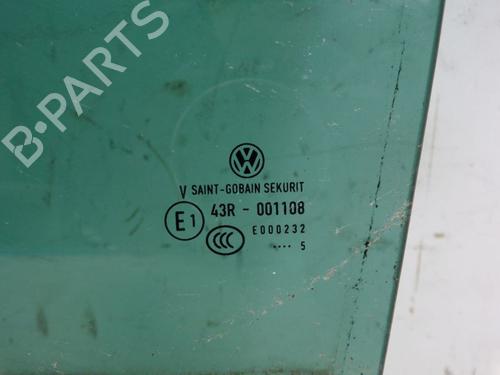 B-PARTS
VW
V SAINT-GOBAIN SEKURIT
E1 43R - 001108
CCC E000232
.... 5